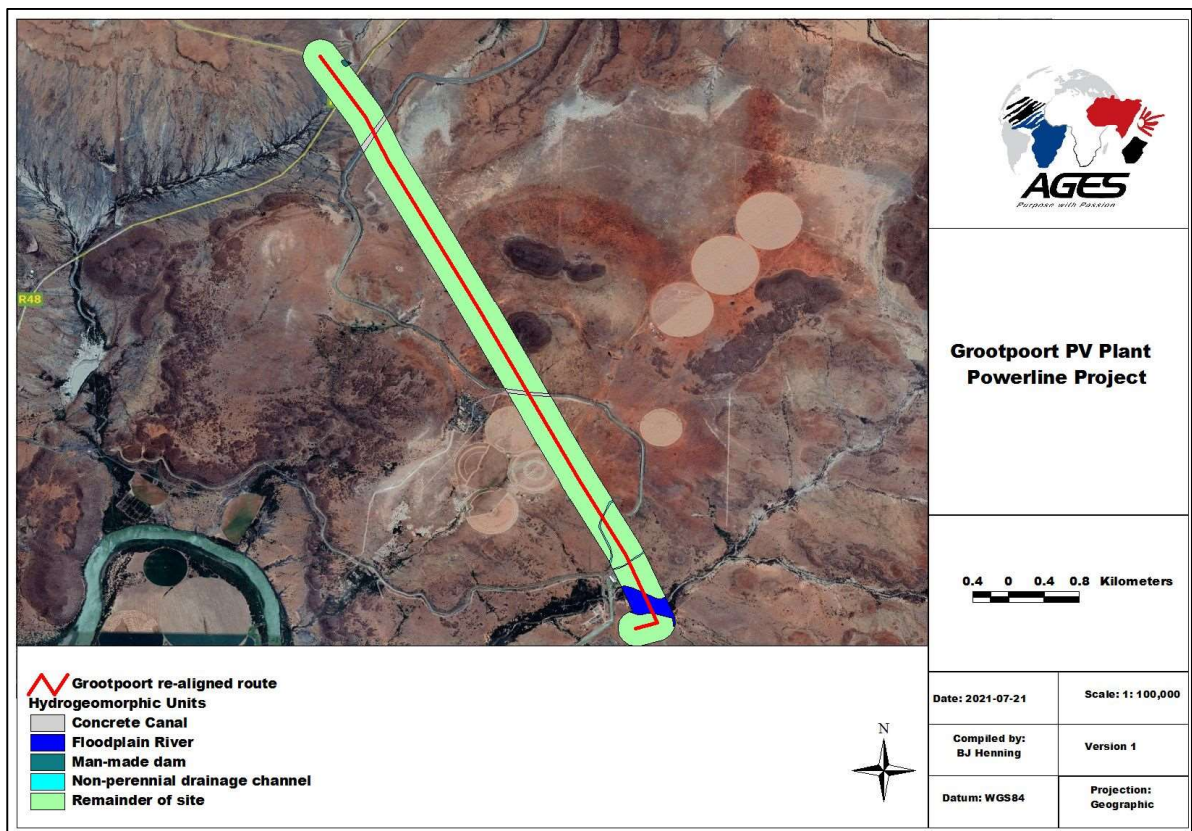 R48
AGES
Purpose with Passion
Grootpoort PV Plant
Powerline Project
0.4 0 0.4 0.8 Kilometers
Grootpoort re-aligned route
Hydrogeomorphic Units
Concrete Canal
Floodplain River
Man-made dam
Non-perennial drainage channel
Remainder of site
N
Date: 2021-07-21
Scale: 1: 100,000
Compiled by:
BJ Henning
Version 1
Datum: WGS84
Projection:
Geographic